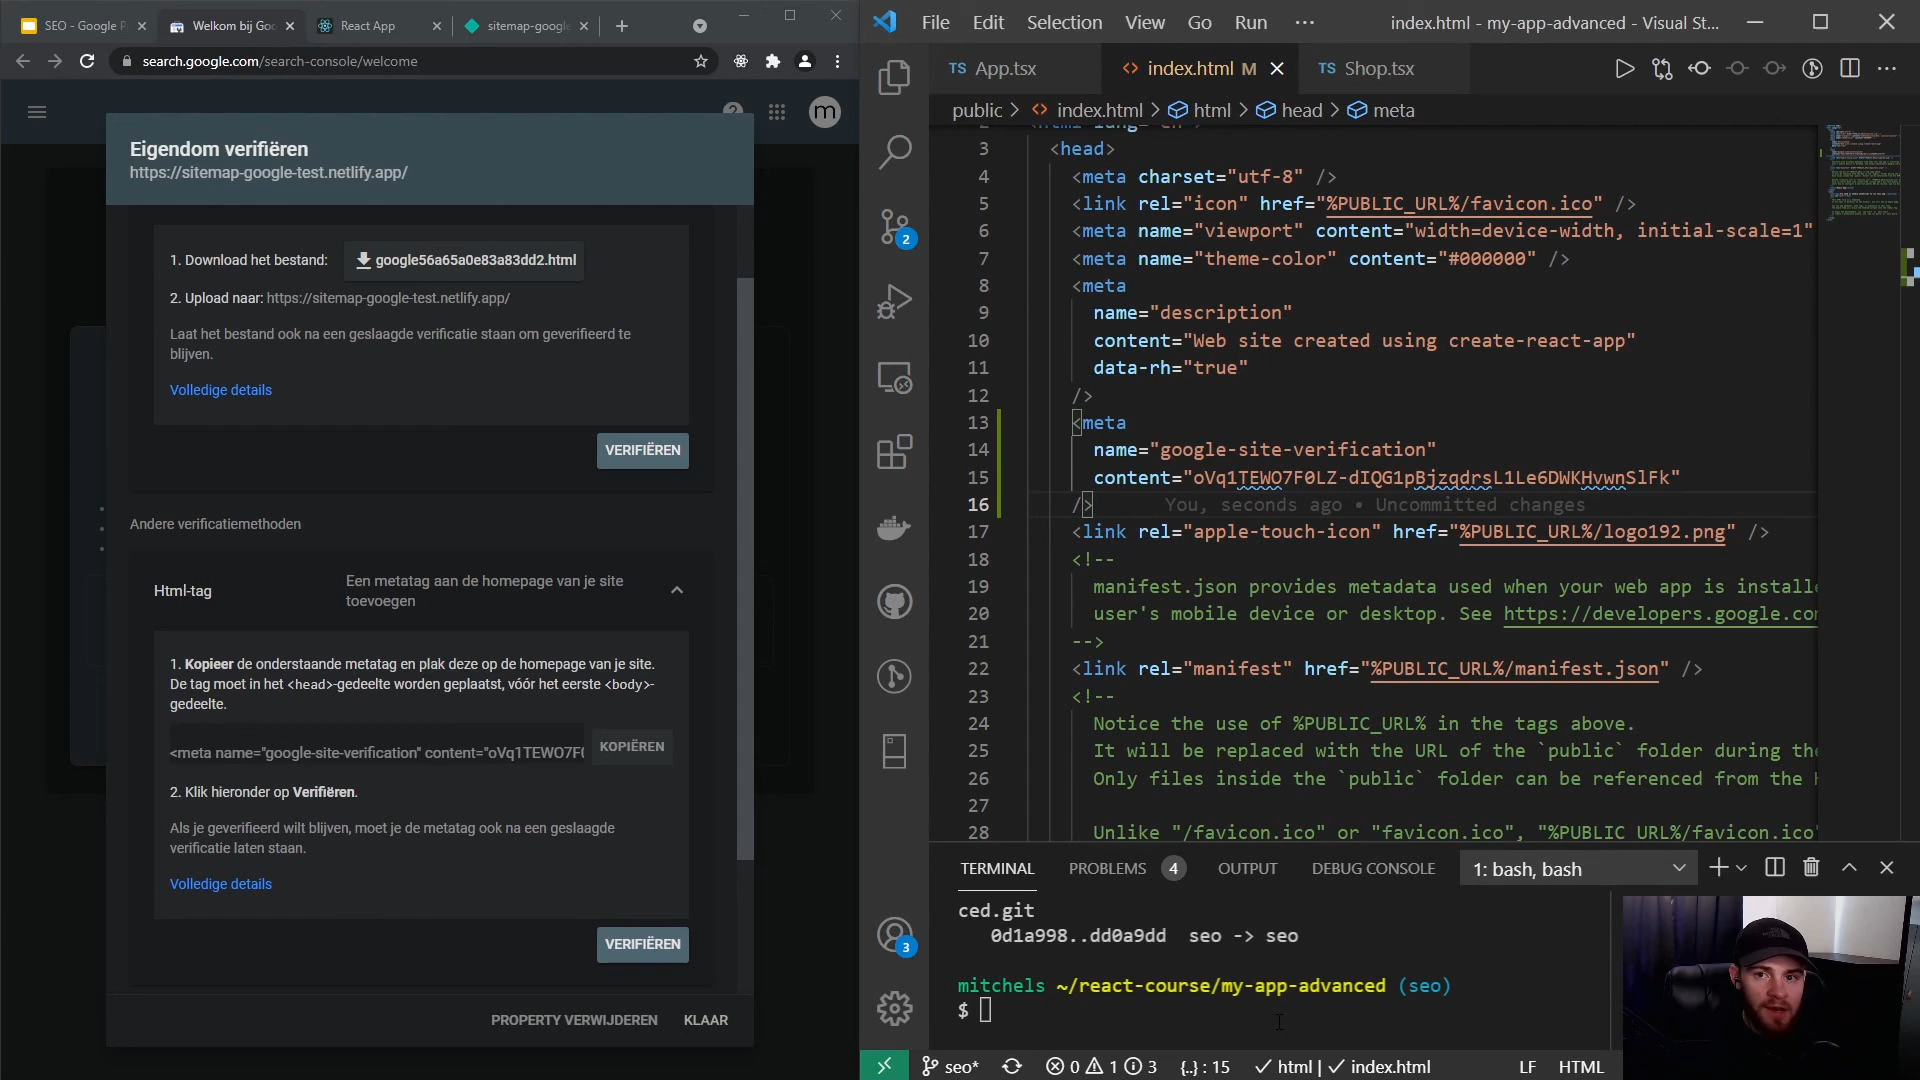 SEO - Google P
Welkom bij Goo
React App
sitemap-google
search.google.com/search-console/welcome
m
Eigendom verifiëren
https://sitemap-google-test.netlify.app/
1. Download het bestand:
google56a65a0e83a83dd2.html
2. Upload naar: https://sitemap-google-test.netlify.app/
Laat het bestand ook na een geslaagde verificatie staan om geverifieerd te
blijven.
Volledige details
VERIFIËREN
Andere verificatiemethoden
Html-tag
Een metatag aan de homepage van je site
toevoegen
1. Kopieer de onderstaande metatag en plak deze op de homepage van je site.
De tag moet in het <head>-gedeelte worden geplaatst, vóór het eerste <body>-
gedeelte.
<meta name="google-site-verification" content="oVq1TEWO7F
KOPIËREN
2. Klik hieronder op Verifiëren.
Als je geverifieerd wilt blijven, moet je de metatag ook na een geslaagde
verificatie laten staan.
Volledige details
VERIFIËREN
PROPERTY VERWIJDEREN
KLAAR
File Edit Selection View Go Run ···
index.html - my-app-advanced - Visual St...
TS App.tsx
<> index.html M
TS Shop.tsx
public > <> index.html > html > head > meta
3 <head>
4 <meta charset="utf-8" />
5 <link rel="icon" href="%PUBLIC_URL%/favicon.ico" />
6 <meta name="viewport" content="width=device-width, initial-scale=1"
7 <meta name="theme-color" content="#000000" />
8 <meta
9 name="description"
10 content="Web site created using create-react-app"
11 data-rh="true"
12 />
13 <meta
14 name="google-site-verification"
15 content="oVq1TEWO7F0LZ-dIQG1pBjzqdrsL1Le6DWKHvwnSlFk"
16 /> You, seconds ago • Uncommitted changes
17 <link rel="apple-touch-icon" href="%PUBLIC_URL%/logo192.png" />
18 <!--
19 manifest.json provides metadata used when your web app is installe
20 user's mobile device or desktop. See https://developers.google.co
21 -->
22 <link rel="manifest" href="%PUBLIC_URL%/manifest.json" />
23 <!--
24 Notice the use of %PUBLIC_URL% in the tags above.
25 It will be replaced with the URL of the `public` folder during the
26 Only files inside the `public` folder can be referenced from the H
27
28 Unlike "/favicon.ico" or "favicon.ico", "%PUBLIC_URL%/favicon.ico"
TERMINAL
PROBLEMS 4
OUTPUT
DEBUG CONSOLE
1: bash, bash
ced.git
0d1a998..dd0a9dd seo -> seo
mitchels ~/react-course/my-app-advanced (seo)
$
2
3
seo*
0 1 3
{..} : 15
html | index.html
LF
HTML